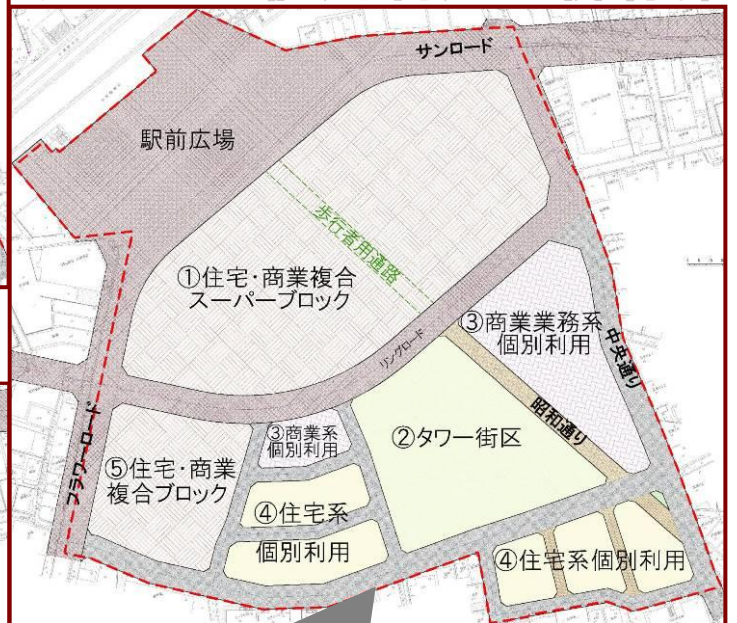 サンロード
駅前広場
歩行者用通路
①住宅・商業複合
スーパーブロック
リングロード
③商業業務系
個別利用
中央通り
昭和通り
②タワー街区
③商業系
個別利用
フラワーロード
⑤住宅・商業
複合ブロック
④住宅系
個別利用
④住宅系個別利用